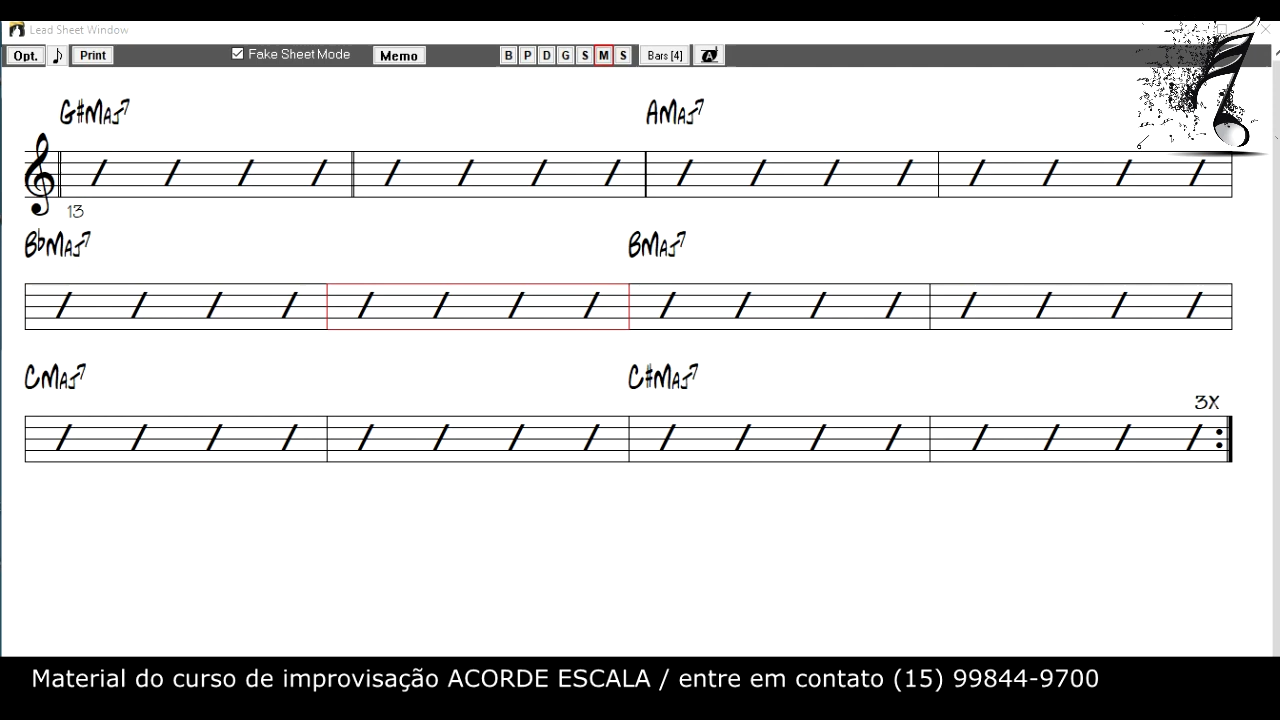 Lead Sheet Window
Opt. ♪ Print Fake Sheet Mode Memo B P D G S M S Bars [4] A
G#MAJ7 AMAJ7
13
BbMAJ7 BMAJ7
CMAJ7 C#MAJ7
3X
Material do curso de improvisação ACORDE ESCALA / entre em contato (15) 99844-9700